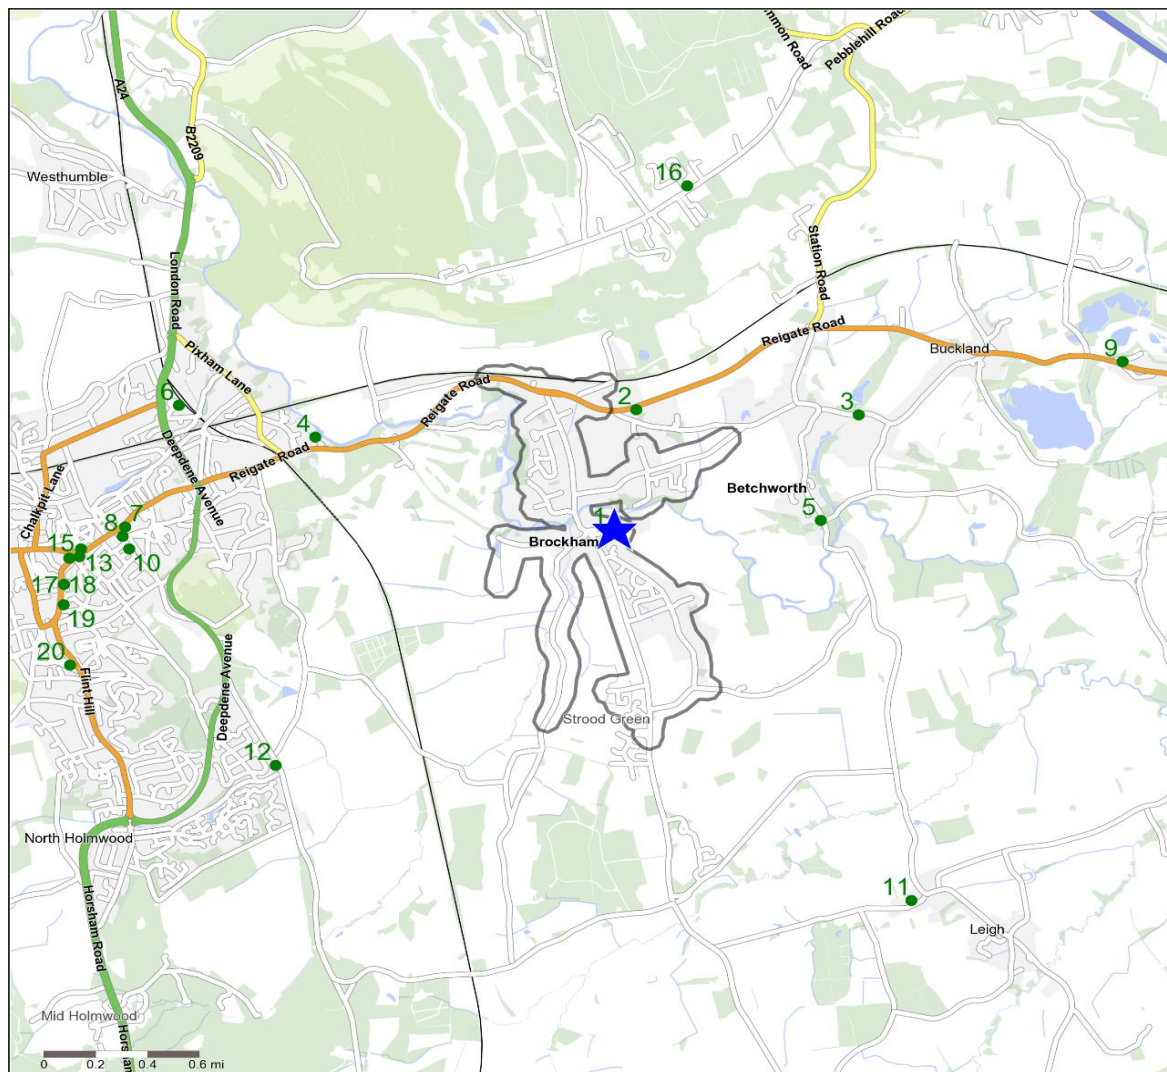 mmon Road
Pebblehill Road
A24
B2209
Westhumble
16
Station Road
London Road
Reigate Road
Buckland
9
Pixham Lane
6
2
3
4
Reigate Road
Deepdene Avenue
Reigate Road
Chalkpit Lane
Betchworth
7
8
5
1
Brockham
15
13
10
17
18
19
20
Flint Hill
Deepdene Avenue
Strood Green
12
North Holmwood
11
Horsham Road
Leigh
Mid Holmwood
Horsham
0 0.2 0.4 0.6 mi